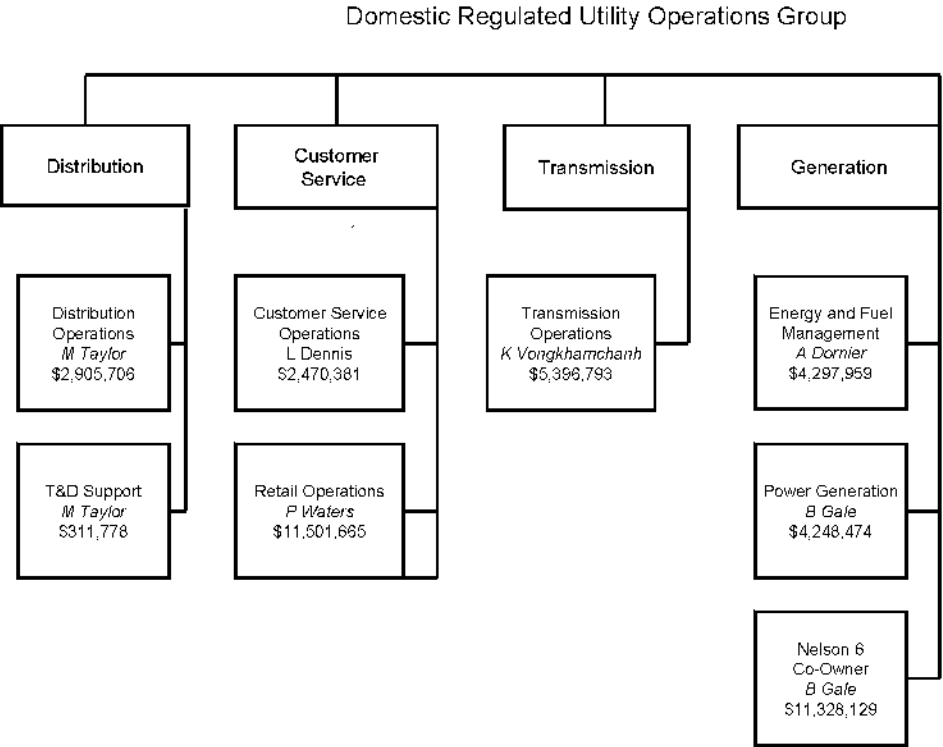 Domestic Regulated Utility Operations Group
Distribution
Customer
Service
Transmission
Generation
Distribution
Operations
M Taylor
$2,905,706
Customer Service
Operations
L Dennis
$2,470,381
Transmission
Operations
K Vongkhamchanh
$5,396,793
Energy and Fuel
Management
A Dornier
$4,297,959
T&D Support
M Taylor
$311,778
Retail Operations
P Waters
$11,501,665
Power Generation
B Gale
$4,248,474
Nelson 6
Co-Owner
B Gale
$11,328,129